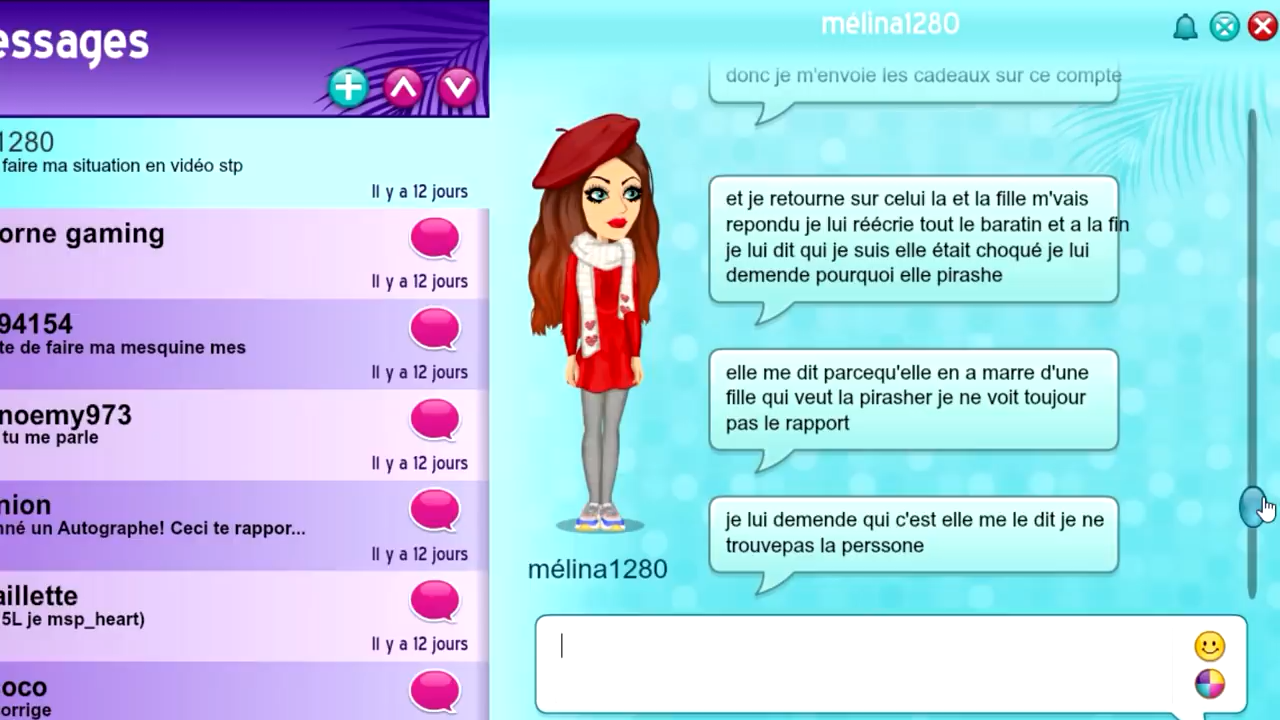 essages
1280
faire ma situation en vidéo stp
Il y a 12 jours
orne gaming
Il y a 12 jours
94154
te de faire ma mesquine mes
Il y a 12 jours
noemy973
tu me parle
Il y a 12 jours
nion
né un Autographe! Ceci te rappor...
Il y a 12 jours
aillette
5L je msp_heart)
Il y a 12 jours
oco
orrige
mélina1280
donc je m'envoie les cadeaux sur ce compte
et je retourne sur celui la et la fille m'vais
repondu je lui réécrie tout le baratin et a la fin
je lui dit qui je suis elle était choqué je lui
demende pourquoi elle pirashe
elle me dit parcequ'elle en a marre d'une
fille qui veut la pirasher je ne voit toujour
pas le rapport
je lui demende qui c'est elle me le dit je ne
trouvepas la perssone
mélina1280